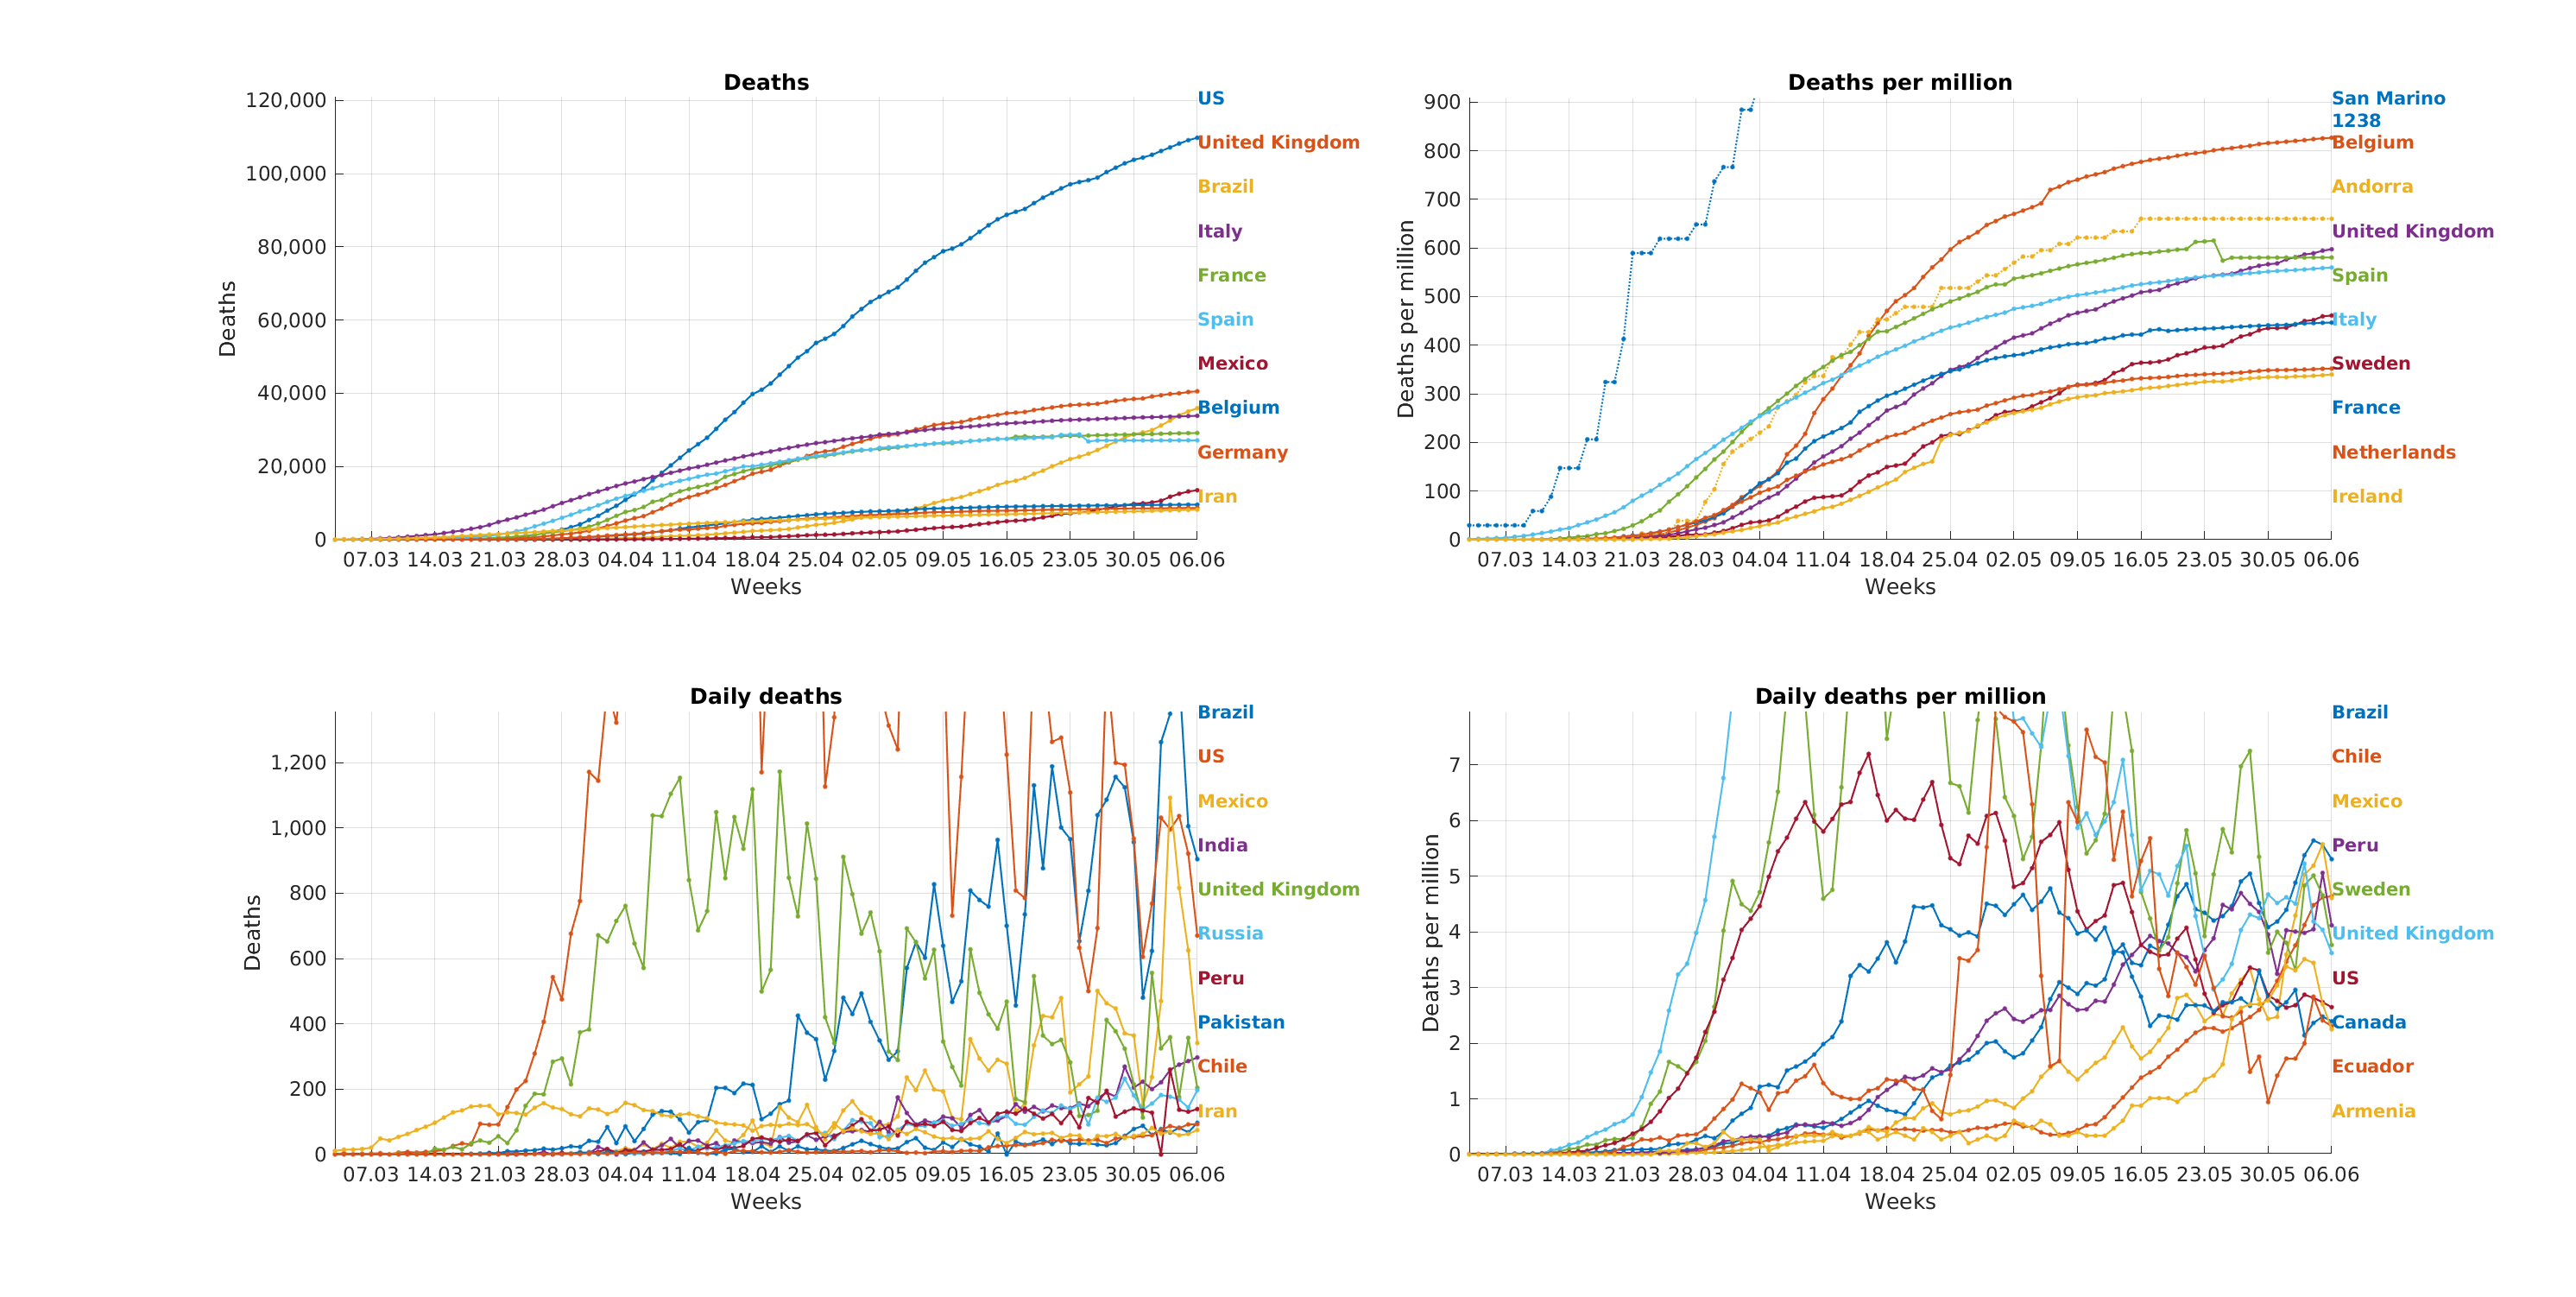 Deaths
120,000
100,000
80,000
60,000
40,000
20,000
0
Deaths
07.03 14.03 21.03 28.03 04.04 11.04 18.04 25.04 02.05 09.05 16.05 23.05 30.05 06.06
Weeks
US
United Kingdom
Brazil
Italy
France
Spain
Mexico
Belgium
Germany
Iran
Deaths per million
900
800
700
600
500
400
300
200
100
0
Deaths per million
07.03 14.03 21.03 28.03 04.04 11.04 18.04 25.04 02.05 09.05 16.05 23.05 30.05 06.06
Weeks
San Marino
1238
Belgium
Andorra
United Kingdom
Spain
Italy
Sweden
France
Netherlands
Ireland
Daily deaths
1,200
1,000
800
600
400
200
0
Deaths
07.03 14.03 21.03 28.03 04.04 11.04 18.04 25.04 02.05 09.05 16.05 23.05 30.05 06.06
Weeks
Brazil
US
Mexico
India
United Kingdom
Russia
Peru
Pakistan
Chile
Iran
Daily deaths per million
7
6
5
4
3
2
1
0
Deaths per million
07.03 14.03 21.03 28.03 04.04 11.04 18.04 25.04 02.05 09.05 16.05 23.05 30.05 06.06
Weeks
Brazil
Chile
Mexico
Peru
Sweden
United Kingdom
US
Canada
Ecuador
Armenia